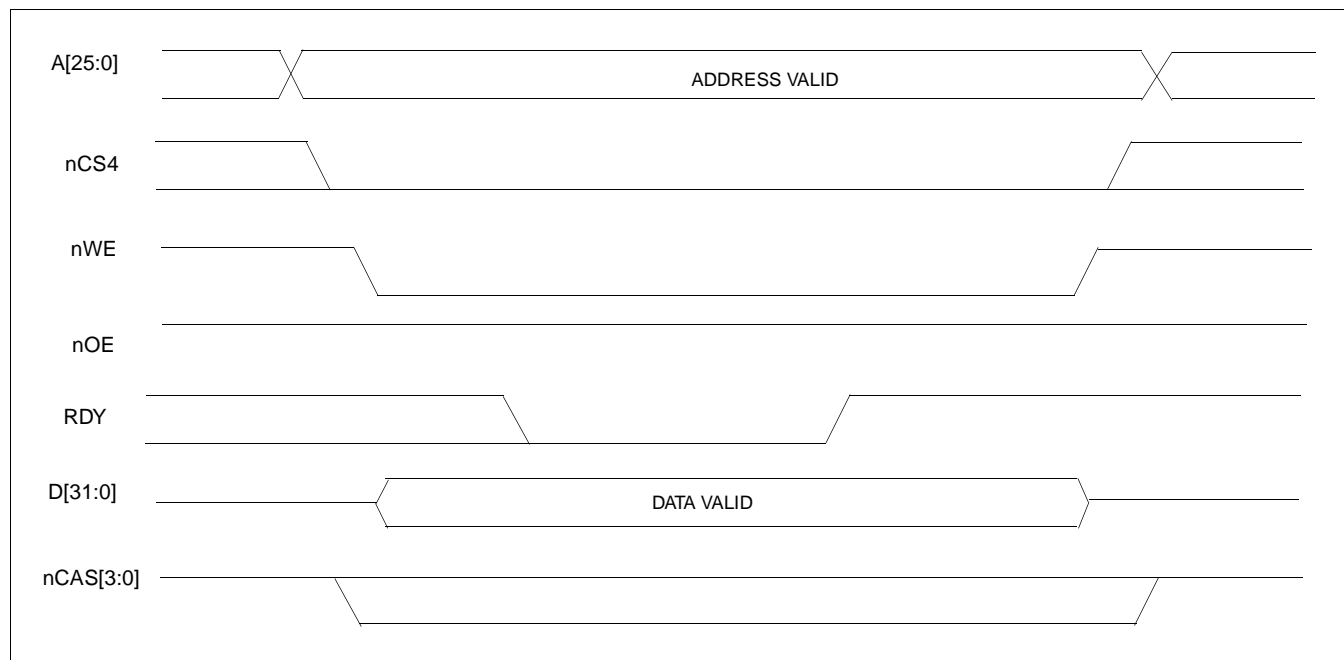 A[25:0]
ADDRESS VALID
nCS4
nWE
nOE
RDY
D[31:0]
DATA VALID
nCAS[3:0]